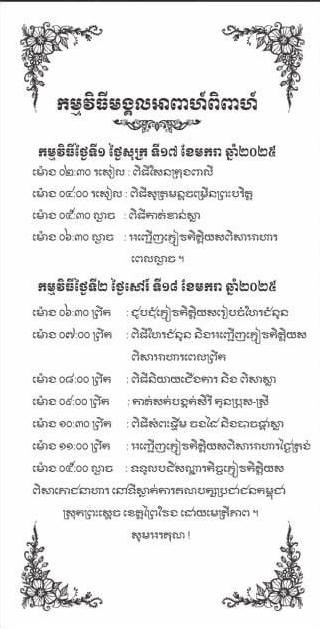 កម្មវិធីមង្គលអាពាហ៍ពិពាហ៍
កម្មវិធីថ្ងៃទី១ ថ្ងៃសុក្រ ទី១៧ ខែមករា ឆ្នាំ២០២៥
ម៉ោង ០២:៣០ រសៀល : ពិធីសែនក្រុងពាលី
ម៉ោង ០៤:០០ រសៀល : ពិធីសូត្រមន្តចម្រើនព្រះបរិត្ត
ម៉ោង ០៥:៣០ ល្ងាច : ពិធីកាត់ខាន់ស្លា
ម៉ោង ០៦:៣០ ល្ងាច : អញ្ជើញភ្ញៀវកិត្តិយសពិសាអាហារ
ពេលល្ងាច ។
កម្មវិធីថ្ងៃទី២ ថ្ងៃសៅរ៍ ទី១៨ ខែមករា ឆ្នាំ២០២៥
ម៉ោង ០៦:៣០ ព្រឹក : ជួបជុំភ្ញៀវកិត្តិយសរៀបចំហែរជំនូន
ម៉ោង ០៧:០០ ព្រឹក : ពិធីហែរជំនូន និងអញ្ជើញភ្ញៀវកិត្តិយស
ពិសារអាហារពេលព្រឹក
ម៉ោង ០៨:០០ ព្រឹក : ពិធីនិយាយជើងការ និង ពិសាស្លា
ម៉ោង ០៩:០០ ព្រឹក : កាត់សក់បង្កក់សិរី កូនប្រុស-ស្រី
ម៉ោង ១០:៣០ ព្រឹក : ពិធីសំពះផ្ទឹម ចងដៃ និងបាចផ្កាស្លា
ម៉ោង ១១:០០ ព្រឹក : អញ្ជើញភ្ញៀវកិត្តិយសពិសារអាហារថ្ងៃត្រង់
ម៉ោង ០៥:០០ ល្ងាច : ទទួលបដិសណ្ឋារកិច្ចភ្ញៀវកិត្តិយស
ពិសាភោជនាហារ នៅទីស្នាក់ការគណបក្សប្រជាជនកម្ពុជា
ស្រុកព្រះស្តេច ខេត្តព្រៃវែង ដោយមេត្រីភាព ។
សូមអរគុណ !